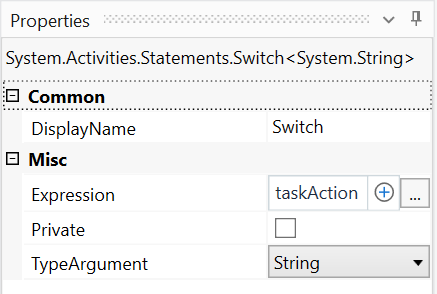 Properties
System.Activities.Statements.Switch<System.String>
Common
DisplayName Switch
Misc
Expression taskAction ...
Private
TypeArgument String